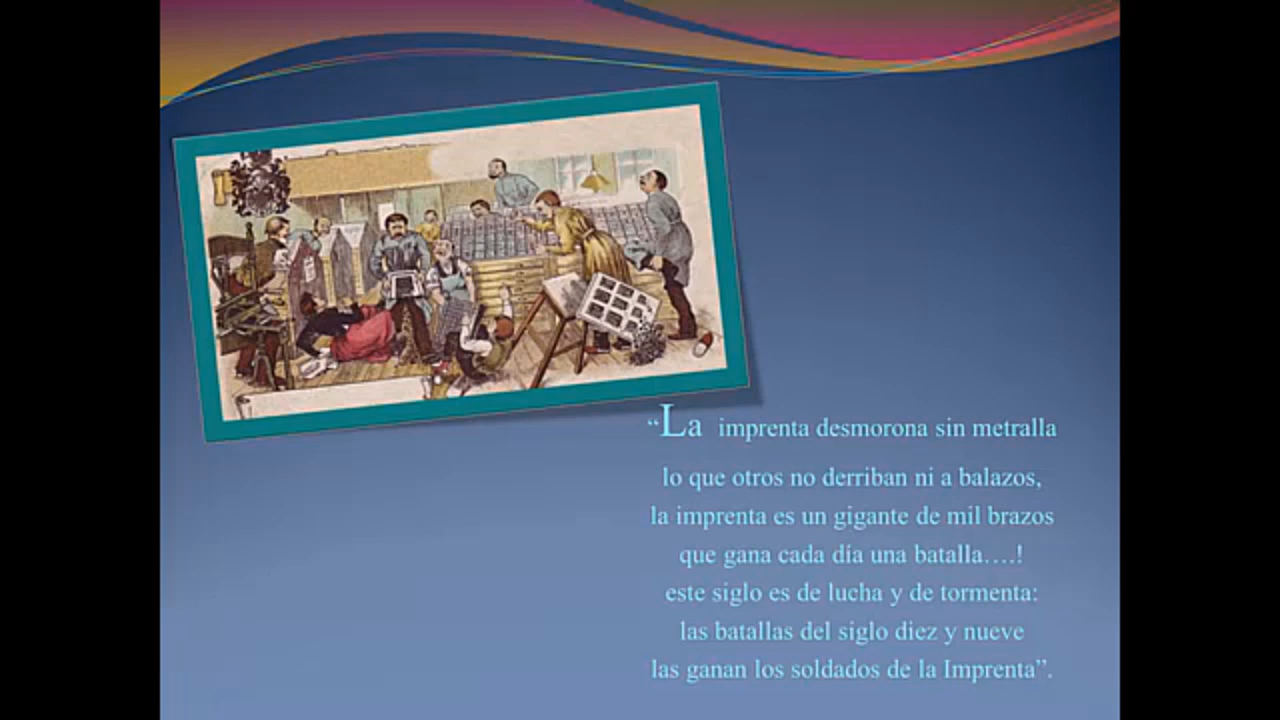 “La imprenta desmorona sin metralla
lo que otros no derriban ni a balazos,
la imprenta es un gigante de mil brazos
que gana cada día una batalla….!
este siglo es de lucha y de tormenta:
las batallas del siglo diez y nueve
las ganan los soldados de la Imprenta”.